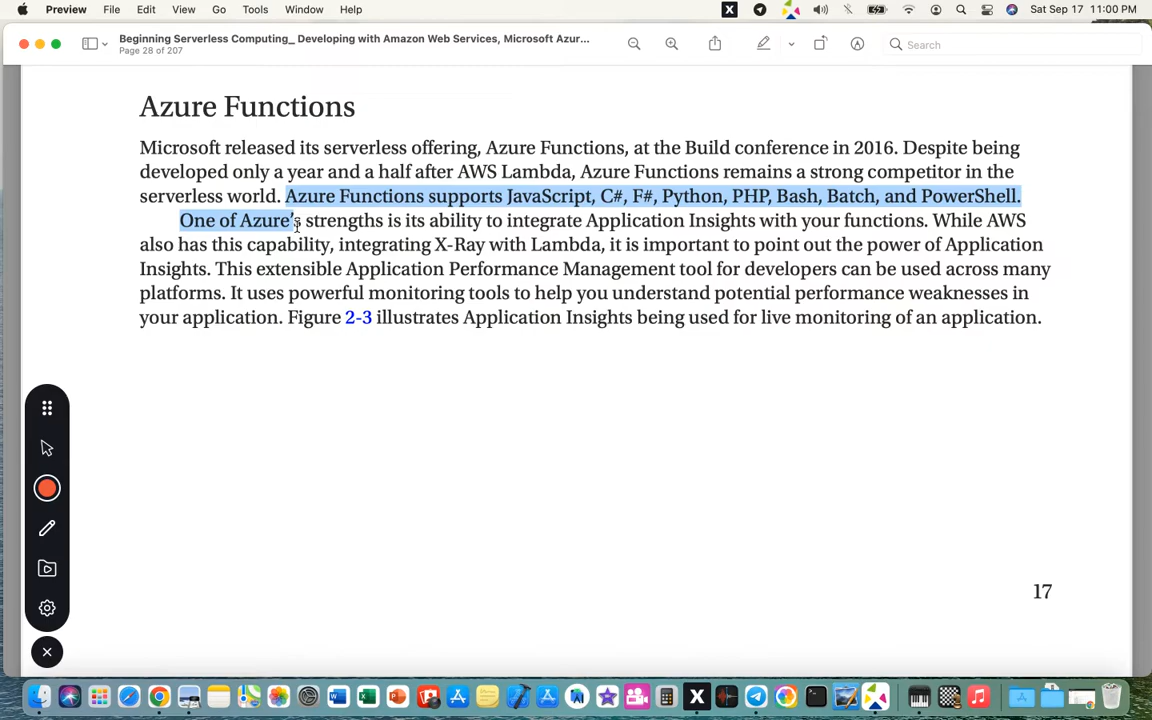 Preview File Edit View Go Tools Window Help Sat Sep 17 11:00 PM
Beginning Serverless Computing_ Developing with Amazon Web Services, Microsoft Azur...
Page 28 of 207
Search
Azure Functions
Microsoft released its serverless offering, Azure Functions, at the Build conference in 2016. Despite being
developed only a year and a half after AWS Lambda, Azure Functions remains a strong competitor in the
serverless world. Azure Functions supports JavaScript, C#, F#, Python, PHP, Bash, Batch, and PowerShell.
One of Azure’s strengths is its ability to integrate Application Insights with your functions. While AWS
also has this capability, integrating X-Ray with Lambda, it is important to point out the power of Application
Insights. This extensible Application Performance Management tool for developers can be used across many
platforms. It uses powerful monitoring tools to help you understand potential performance weaknesses in
your application. Figure 2-3 illustrates Application Insights being used for live monitoring of an application.
17